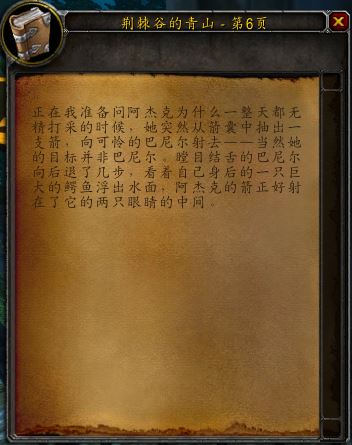 荆棘谷的青山 - 第6页
正在我准备问阿杰克为什么一整天都无
精打采的时候，她突然从箭囊中抽出一
支箭，向可怜的巴尼尔射去——当然她
的目标并非巴尼尔。瞠目结舌的巴尼尔
向后退了几步，看着自己身后的一只巨
大的鳄鱼浮出水面，阿杰克的箭正好射
在了它的两只眼睛的中间。